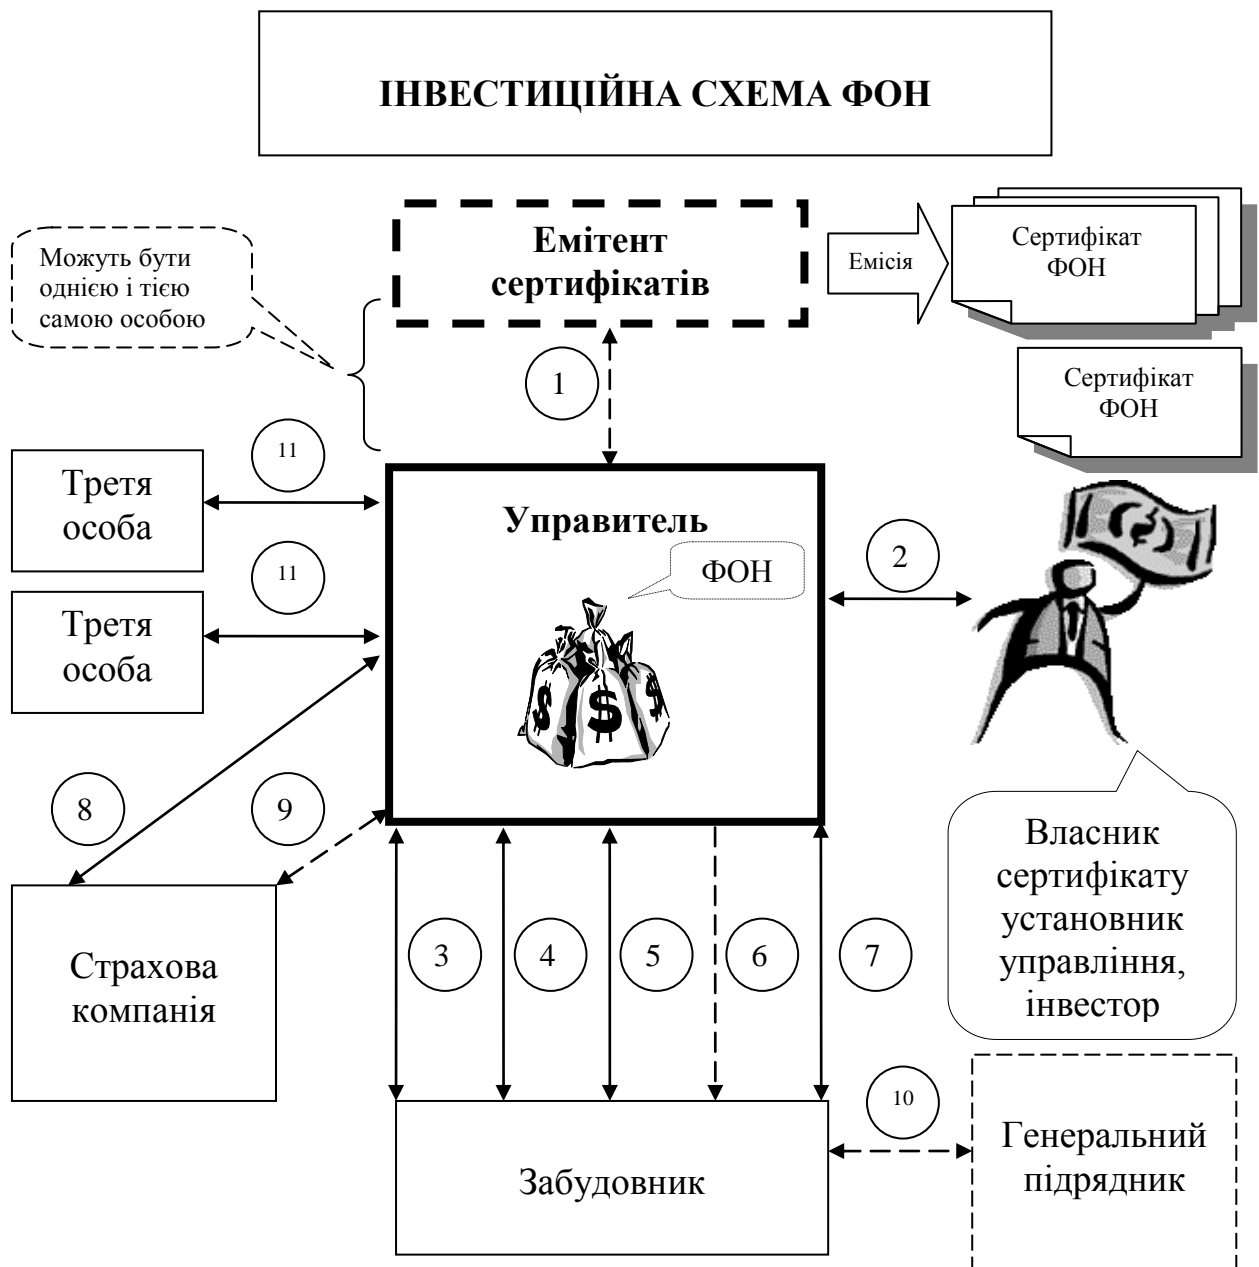 ІНВЕСТИЦІЙНА СХЕМА ФОН
Можуть бути
однією і тією
самою особою
Емітент
сертифікатів
Емісія
Сертифікат
ФОН
Сертифікат
ФОН
1
11
Третя
особа
11
Третя
особа
Управитель
ФОН
$ $ $
2
8
9
Страхова
компанія
3
4
5
6
7
Власник
сертифікату
установник
управління,
інвестор
10
Забудовник
Генеральний
підрядник